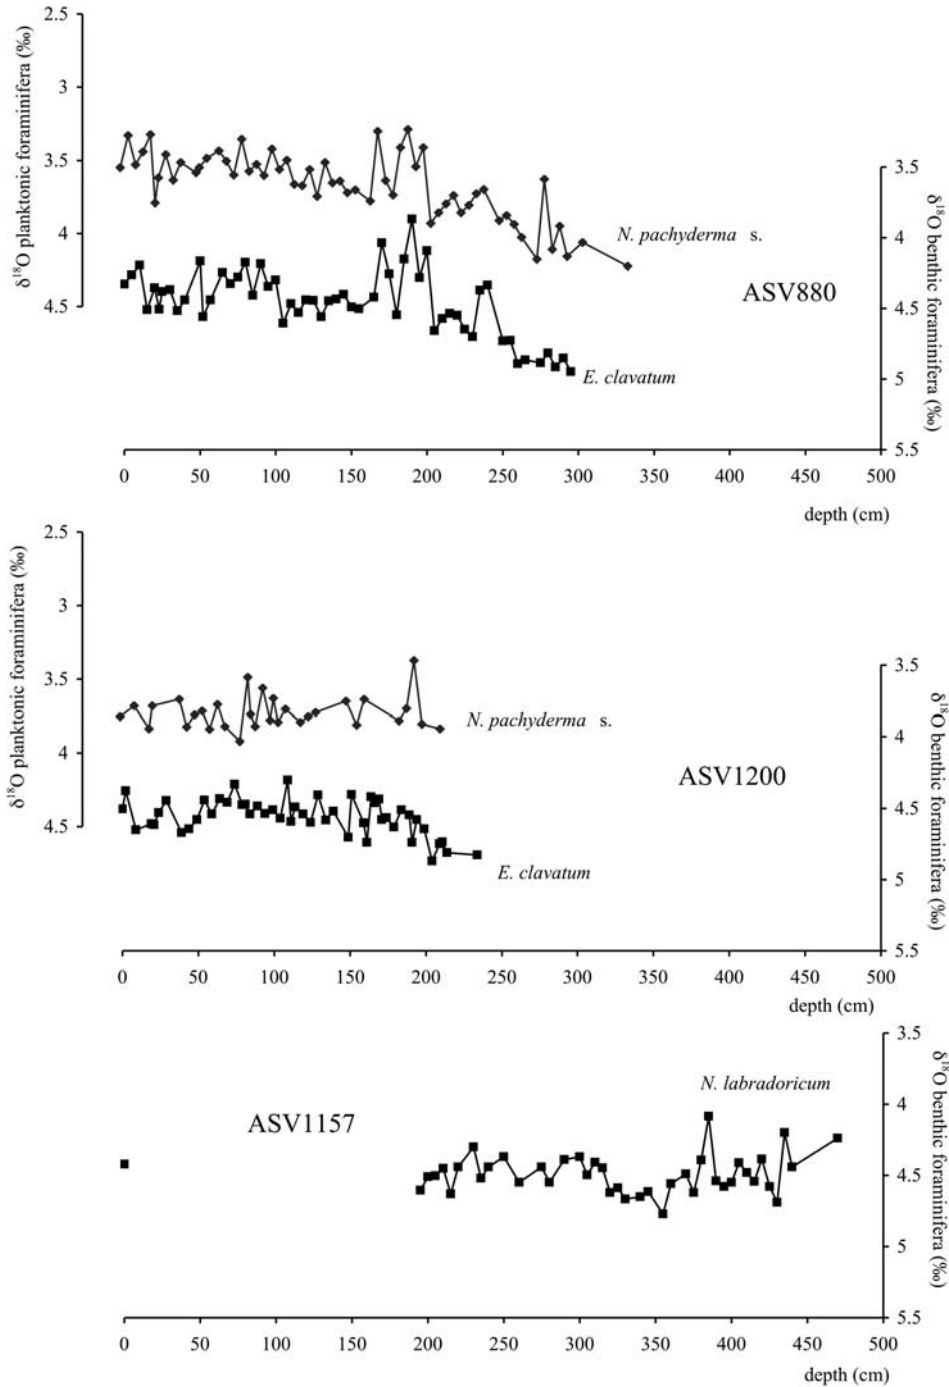 δ¹⁸O planktonic foraminifera (‰)
2.5
3
3.5
4
4.5
N. pachyderma s.
ASV880
E. clavatum
3.5
4
4.5
5
5.5
δ¹⁸O benthic foraminifera (‰)
0 50 100 150 200 250 300 350 400 450 500
depth (cm)
δ¹⁸O planktonic foraminifera (‰)
2.5
3
3.5
4
4.5
N. pachyderma s.
ASV1200
E. clavatum
3.5
4
4.5
5
5.5
δ¹⁸O benthic foraminifera (‰)
0 50 100 150 200 250 300 350 400 450 500
depth (cm)
N. labradoricum
ASV1157
3.5
4
4.5
5
5.5
δ¹⁸O benthic foraminifera (‰)
0 50 100 150 200 250 300 350 400 450 500
depth (cm)